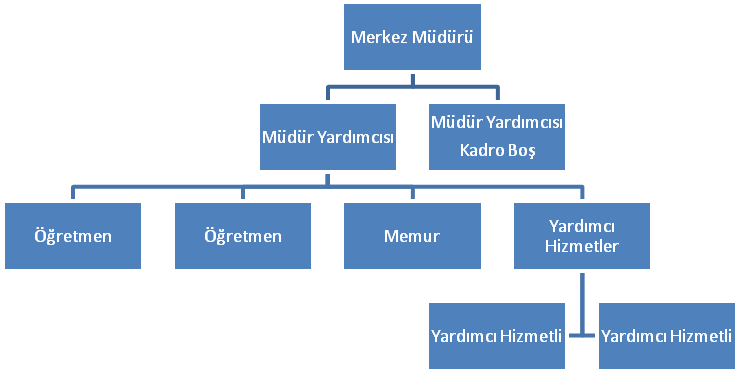 Merkez Müdürü
Müdür Yardımcısı
Müdür Yardımcısı
Kadro Boş
Öğretmen
Öğretmen
Memur
Yardımcı
Hizmetler
Yardımcı Hizmetli
Yardımcı Hizmetli